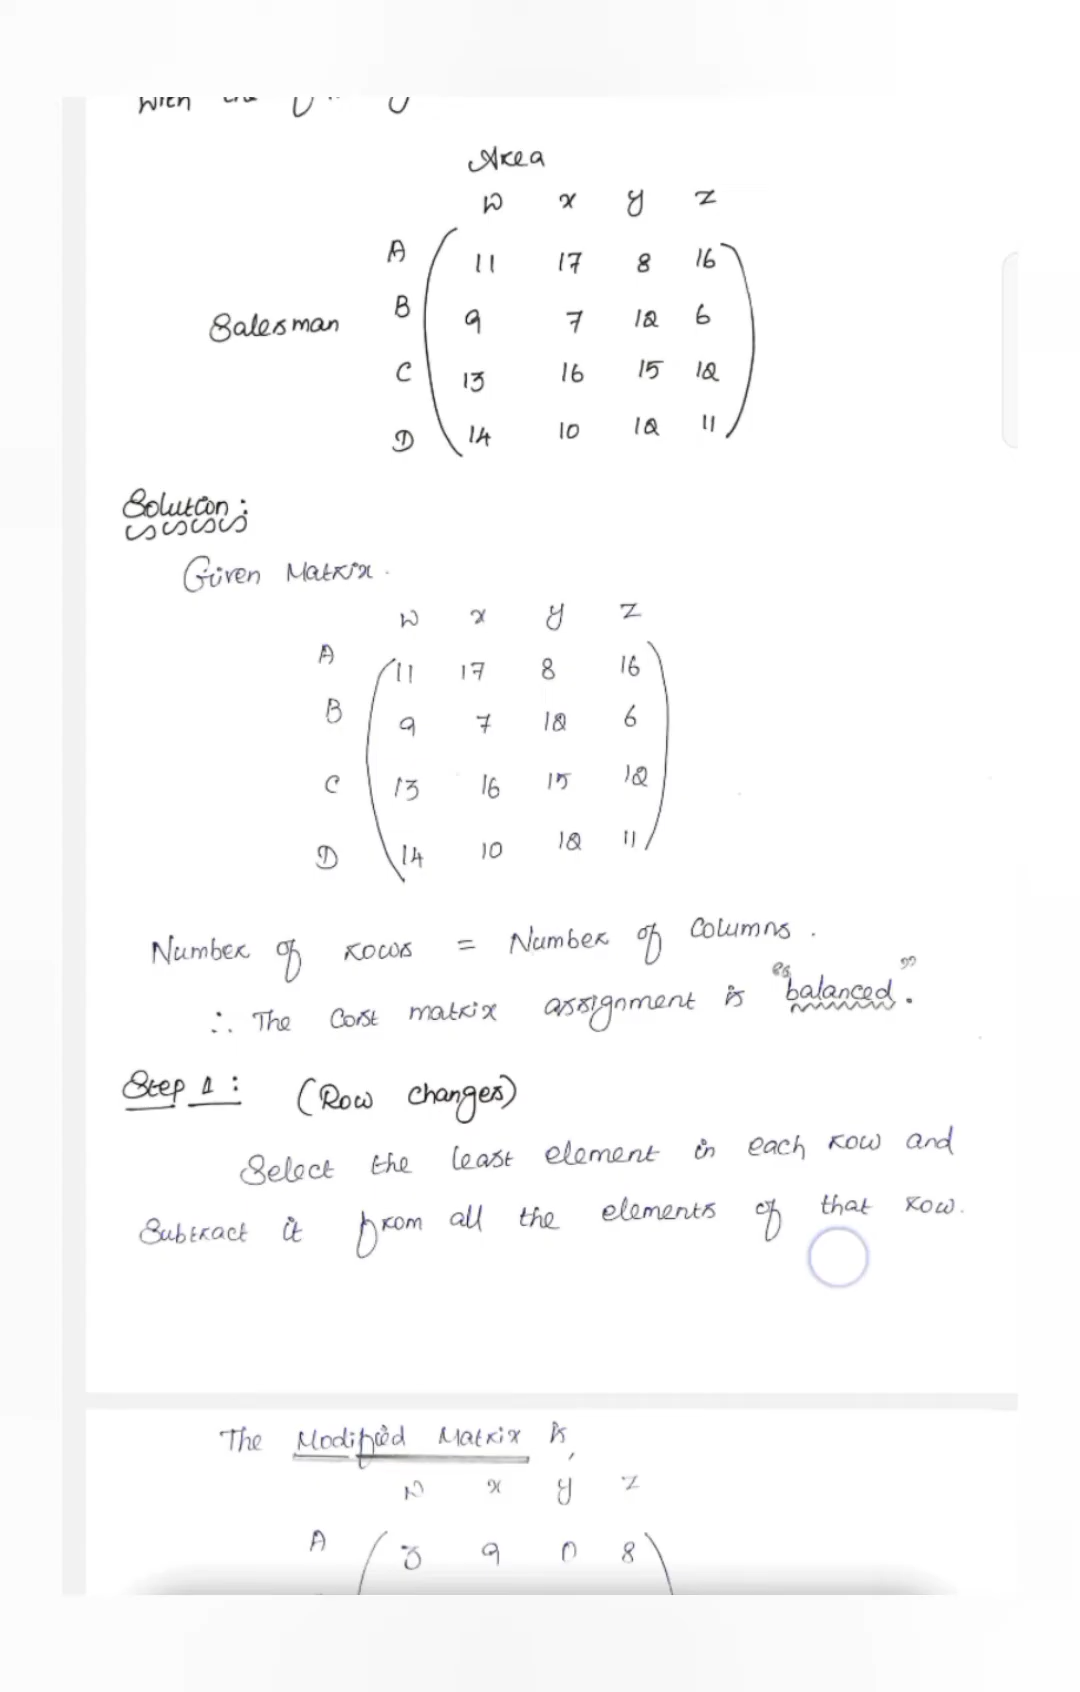 with the
Area
W x y z
A 11 17 8 16
B 9 7 12 6
Salesman
C 13 16 15 12
D 14 10 12 11
Solution :
Given Matrix .
W x y z
A 11 17 8 16
B 9 7 12 6
C 13 16 15 12
D 14 10 12 11
Number of rows = Number of Columns .
∴ The Cost matrix assignment is "balanced".
Step 1 : (Row changes)
Select the least element in each row and
Subtract it from all the elements of that row.
The Modified Matrix is,
W x y z
A 3 9 0 8